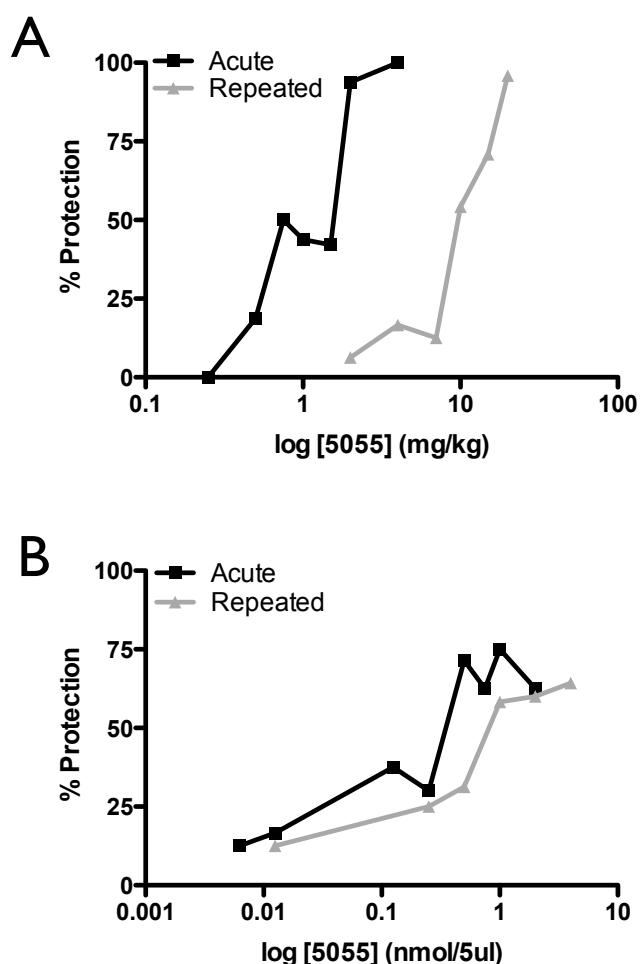 A
Acute
Repeated
100
75
50
25
0
% Protection
0.1 1 10 100
log [5055] (mg/kg)
B
Acute
Repeated
100
75
50
25
0
% Protection
0.001 0.01 0.1 1 10
log [5055] (nmol/5ul)